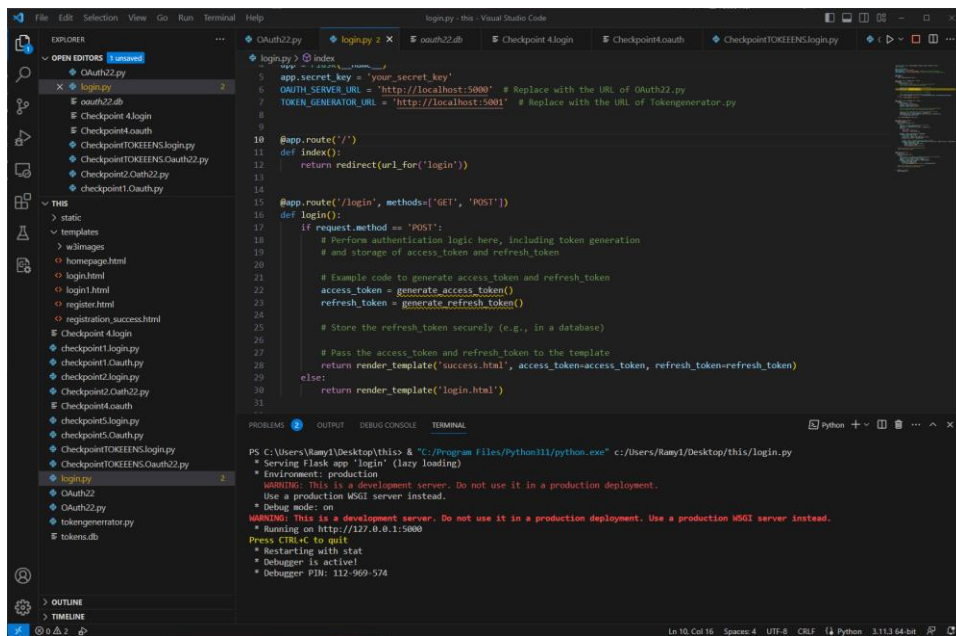 File Edit Selection View Go Run Terminal Help
login.py - this - Visual Studio Code
EXPLORER
OPEN EDITORS 1 unsaved
OAuth22.py
login.py 2
oauth22.db
Checkpoint 4.login
Checkpoint4.oauth
CheckpointTOKEEENS.login.py
CheckpointTOKEEENS.Oauth22.py
Checkpoint2.Oath22.py
checkpoint1.Oauth.py
THIS
static
templates
w3images
homepage.html
login.html
login1.html
register.html
registration_success.html
Checkpoint 4.login
checkpoint1.login.py
checkpoint1.Oauth.py
checkpoint2.login.py
Checkpoint2.Oath22.py
Checkpoint4.oauth
checkpoint5.login.py
checkpoint5.Oauth.py
CheckpointTOKEEENS.login.py
CheckpointTOKEEENS.Oauth22.py
login.py 2
OAuth22
OAuth22.py
tokengenerrator.py
tokens.db
OUTLINE
TIMELINE
OAuth22.py login.py 2 oauth22.db Checkpoint 4.login Checkpoint4.oauth CheckpointTOKEEENS.login.py
login.py > index
5 app.secret_key = 'your_secret_key'
6 OAUTH_SERVER_URL = 'http://localhost:5000' # Replace with the URL of OAuth22.py
7 TOKEN_GENERATOR_URL = 'http://localhost:5001' # Replace with the URL of Tokengenerator.py
8
9
10 @app.route('/')
11 def index():
12 return redirect(url_for('login'))
13
14
15 @app.route('/login', methods=['GET', 'POST'])
16 def login():
17 if request.method == 'POST':
18 # Perform authentication logic here, including token generation
19 # and storage of access_token and refresh_token
20
21 # Example code to generate access_token and refresh_token
22 access_token = generate_access_token()
23 refresh_token = generate_refresh_token()
24
25 # Store the refresh_token securely (e.g., in a database)
26
27 # Pass the access_token and refresh_token to the template
28 return render_template('success.html', access_token=access_token, refresh_token=refresh_token)
29 else:
30 return render_template('login.html')
31
PROBLEMS 2 OUTPUT DEBUG CONSOLE TERMINAL
Python
PS C:\Users\Ramy1\Desktop\this> & "C:/Program Files/Python311/python.exe" c:/Users/Ramy1/Desktop/this/login.py
* Serving Flask app 'login' (lazy loading)
* Environment: production
WARNING: This is a development server. Do not use it in a production deployment.
Use a production WSGI server instead.
* Debug mode: on
WARNING: This is a development server. Do not use it in a production deployment. Use a production WSGI server instead.
* Running on http://127.0.0.1:5000
Press CTRL+C to quit
* Restarting with stat
* Debugger is active!
* Debugger PIN: 112-969-574
0 2
Ln 10, Col 16 Spaces: 4 UTF-8 CRLF Python 3.11.3 64-bit